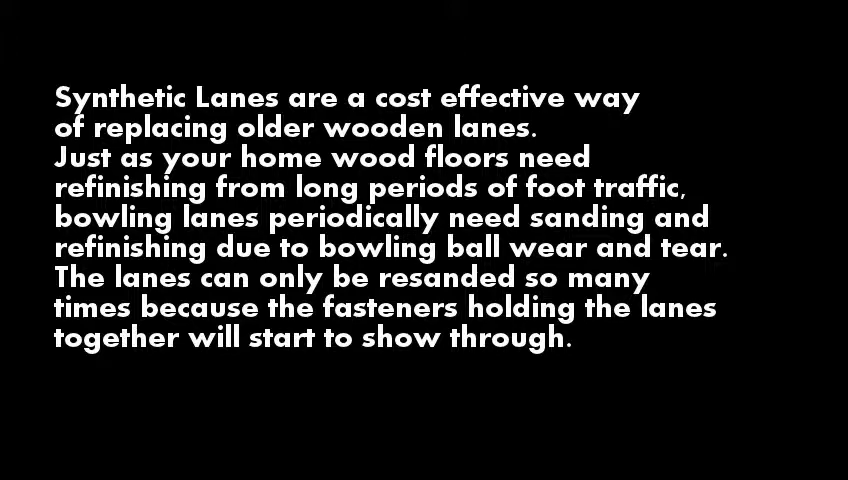 Synthetic Lanes are a cost effective way
of replacing older wooden lanes.
Just as your home wood floors need
refinishing from long periods of foot traffic,
bowling lanes periodically need sanding and
refinishing due to bowling ball wear and tear.
The lanes can only be resanded so many
times because the fasteners holding the lanes
together will start to show through.